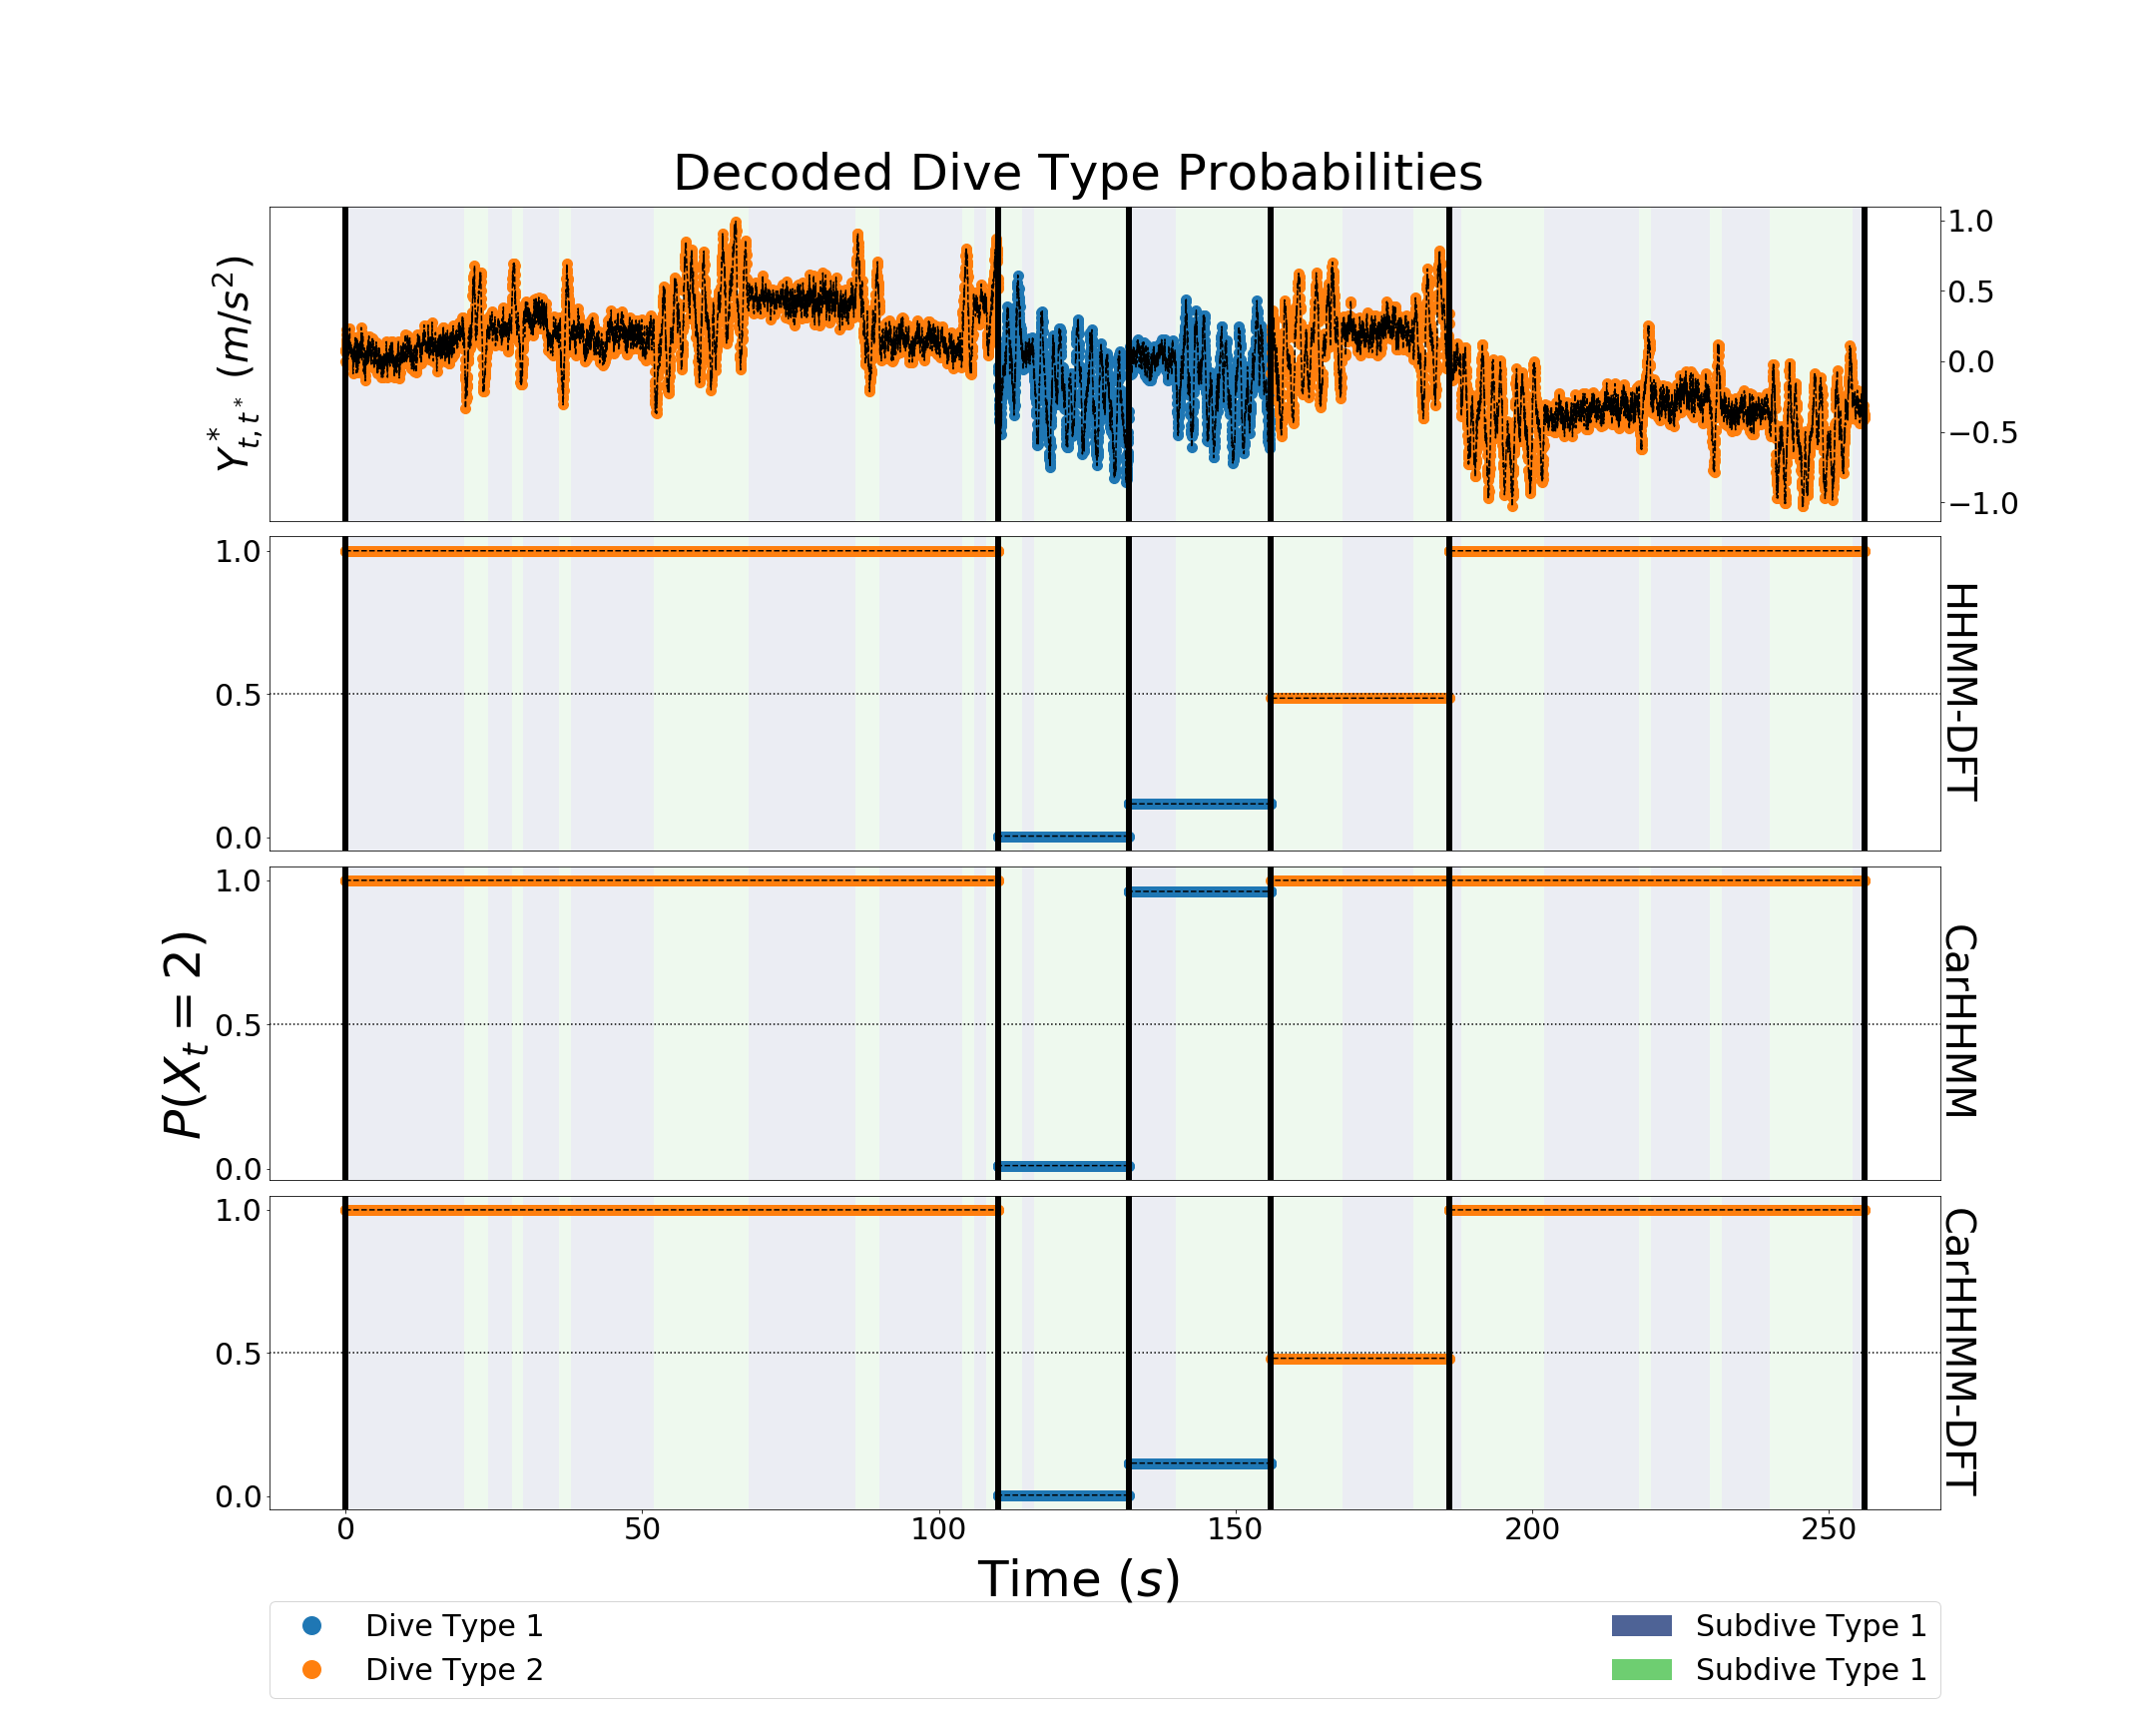 Decoded Dive Type Probabilities
Y*t,t* (m/s²)
1.0
0.5
0.0
−0.5
−1.0
1.0
0.5
0.0
HHMM-DFT
P(Xt = 2)
1.0
0.5
0.0
CarHHMM
1.0
0.5
0.0
CarHHMM-DFT
0 50 100 150 200 250
Time (s)
Dive Type 1
Dive Type 2
Subdive Type 1
Subdive Type 1